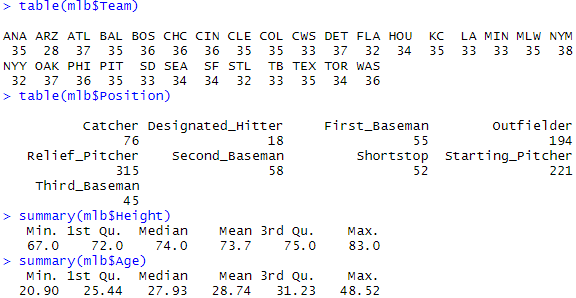 > table(mlb$Team)
ANA ARZ ATL BAL BOS CHC CIN CLE COL CWS DET FLA HOU  KC  LA MIN MLW NYM
 35  28  37  35  36  36  36  35  35  33  37  32  34  35  33  33  35  38
NYY OAK PHI PIT  SD SEA  SF STL  TB TEX TOR WAS
 32  37  36  35  33  34  34  32  33  35  34  36
> table(mlb$Position)
Catcher Designated_Hitter First_Baseman Outfielder
76 18 55 194
Relief_Pitcher Second_Baseman Shortstop Starting_Pitcher
315 58 52 221
Third_Baseman
45
> summary(mlb$Height)
Min. 1st Qu. Median Mean 3rd Qu. Max.
67.0 72.0 74.0 73.7 75.0 83.0
> summary(mlb$Age)
Min. 1st Qu. Median Mean 3rd Qu. Max.
20.90 25.44 27.93 28.74 31.23 48.52